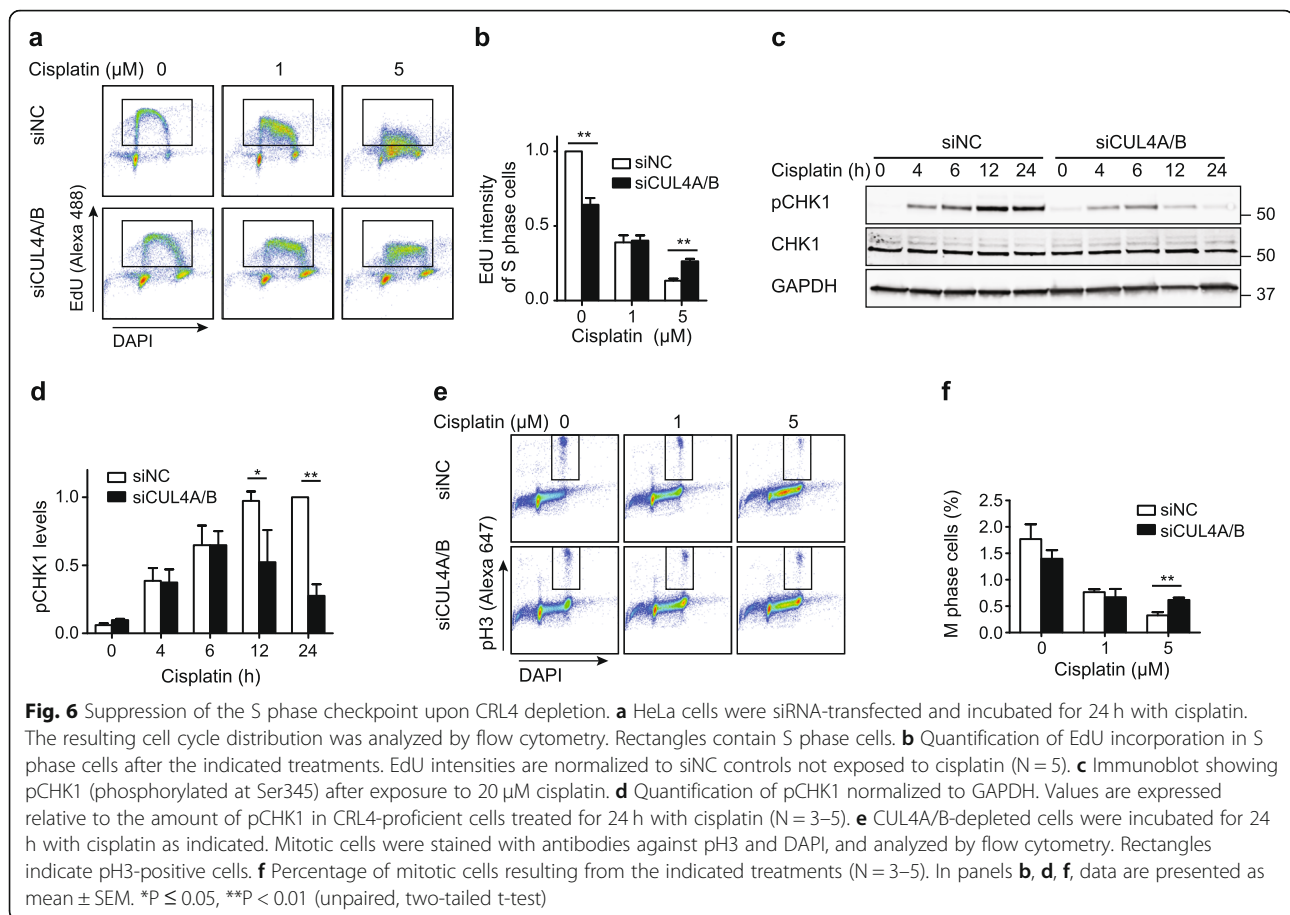 a
Cisplatin (μM) 0 1 5
siNC
siCUL4A/B
EdU (Alexa 488)
DAPI
b
**
siNC
siCUL4A/B
**
1.0
0.5
0.0
EdU intensity
of S phase cells
0 1 5
Cisplatin (μM)
c
siNC siCUL4A/B
Cisplatin (h) 0 4 6 12 24 0 4 6 12 24
pCHK1 50
CHK1 50
GAPDH 37
d
siNC
siCUL4A/B
* **
1.0
0.5
0.0
pCHK1 levels
0 4 6 12 24
Cisplatin (h)
e
Cisplatin (μM) 0 1 5
siNC
siCUL4A/B
pH3 (Alexa 647)
DAPI
f
siNC
siCUL4A/B
**
2.5
2.0
1.5
1.0
0.5
0.0
M phase cells (%)
0 1 5
Cisplatin (μM)
Fig. 6 Suppression of the S phase checkpoint upon CRL4 depletion. a HeLa cells were siRNA-transfected and incubated for 24 h with cisplatin.
The resulting cell cycle distribution was analyzed by flow cytometry. Rectangles contain S phase cells. b Quantification of EdU incorporation in S
phase cells after the indicated treatments. EdU intensities are normalized to siNC controls not exposed to cisplatin (N = 5). c Immunoblot showing
pCHK1 (phosphorylated at Ser345) after exposure to 20 μM cisplatin. d Quantification of pCHK1 normalized to GAPDH. Values are expressed
relative to the amount of pCHK1 in CRL4-proficient cells treated for 24 h with cisplatin (N = 3–5). e CUL4A/B-depleted cells were incubated for 24
h with cisplatin as indicated. Mitotic cells were stained with antibodies against pH3 and DAPI, and analyzed by flow cytometry. Rectangles
indicate pH3-positive cells. f Percentage of mitotic cells resulting from the indicated treatments (N = 3–5). In panels b, d, f, data are presented as
mean ± SEM. *P ≤ 0.05, **P < 0.01 (unpaired, two-tailed t-test)